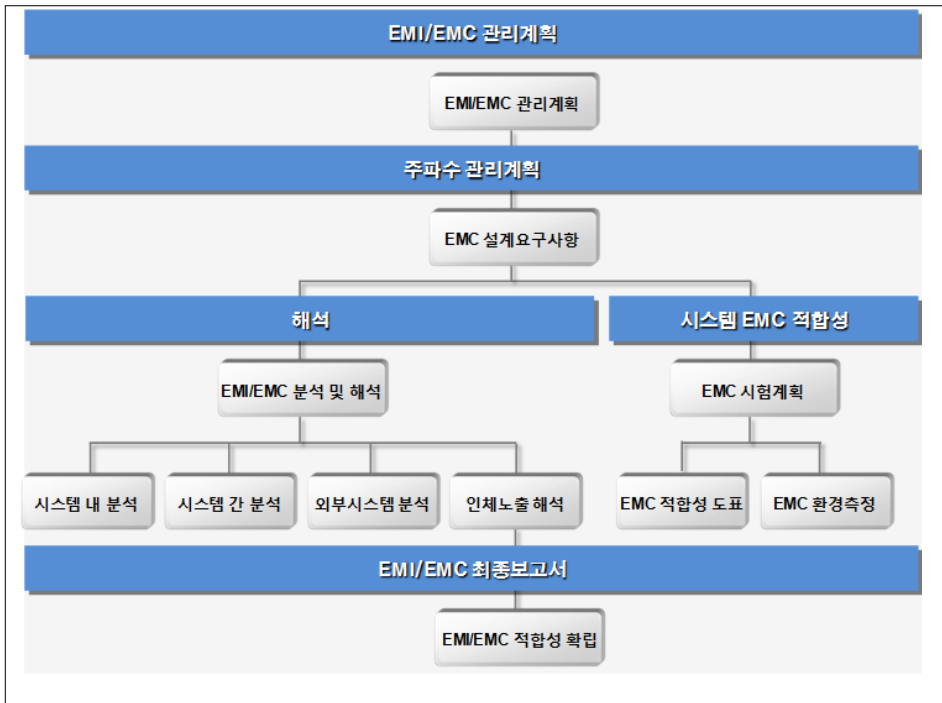 EMI/EMC 관리계획
EMI/EMC 관리계획
주파수 관리계획
EMC 설계요구사항
해석
시스템 EMC 적합성
EMI/EMC 분석 및 해석
EMC 시험계획
시스템 내 분석
시스템 간 분석
외부시스템 분석
인체노출 해석
EMC 적합성 도표
EMC 환경측정
EMI/EMC 최종보고서
EMI/EMC 적합성 확립